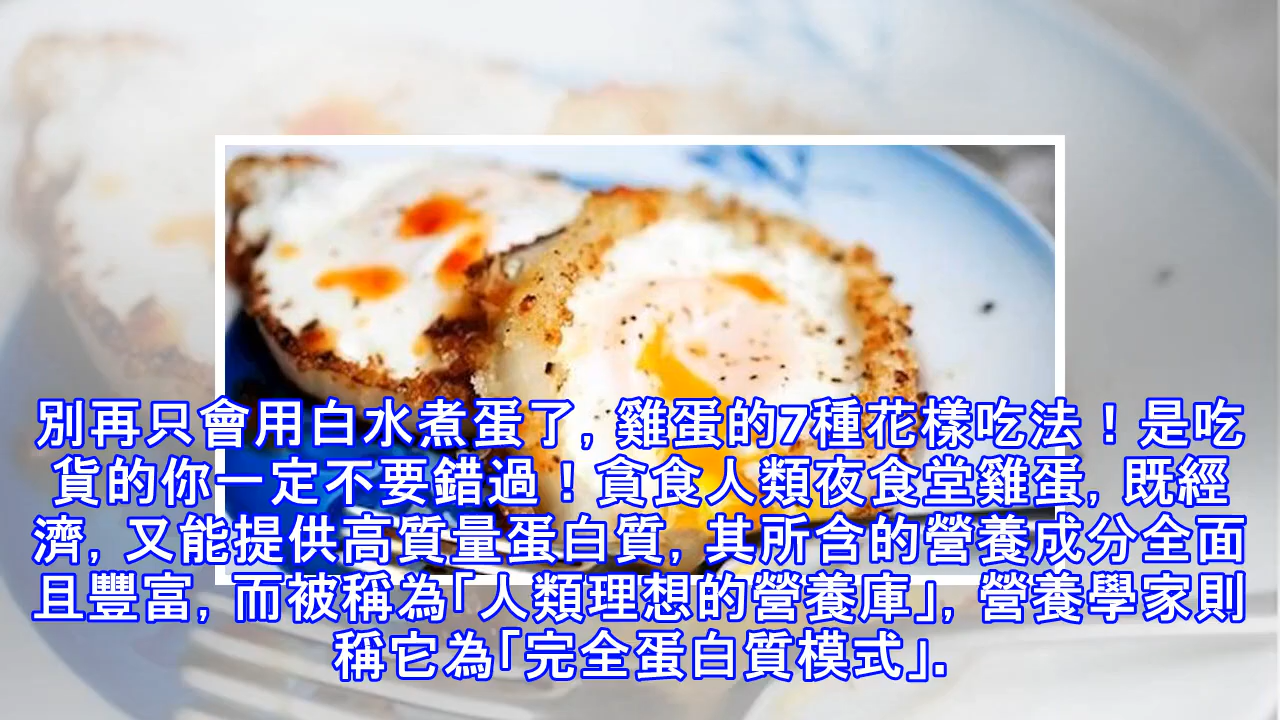 別再只會用白水煮蛋了, 雞蛋的7種花樣吃法！是吃
貨的你一定不要錯過！貪食人類夜食堂雞蛋, 既經
濟, 又能提供高質量蛋白質, 其所含的營養成分全面
且豐富, 而被稱為「人類理想的營養庫」, 營養學家則
稱它為「完全蛋白質模式」.